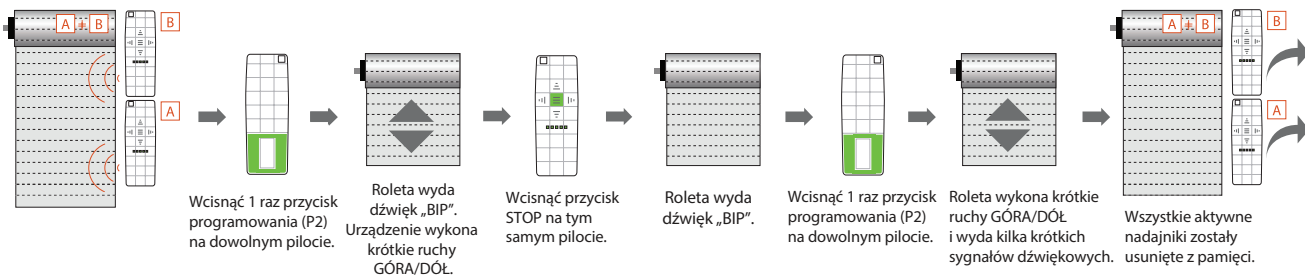 A + B
B
A
Wcisnąć 1 raz przycisk
programowania (P2)
na dowolnym pilocie.
Roleta wyda
dźwięk „BIP”.
Urządzenie wykona
krótkie ruchy
GÓRA/DÓŁ.
Wcisnąć przycisk
STOP na tym
samym pilocie.
Roleta wyda
dźwięk „BIP”.
Wcisnąć 1 raz przycisk
programowania (P2)
na dowolnym pilocie.
Roleta wykona krótkie
ruchy GÓRA/DÓŁ
i wyda kilka krótkich
sygnałów dźwiękowych.
A + B
B
A
Wszystkie aktywne
nadajniki zostały
usunięte z pamięci.